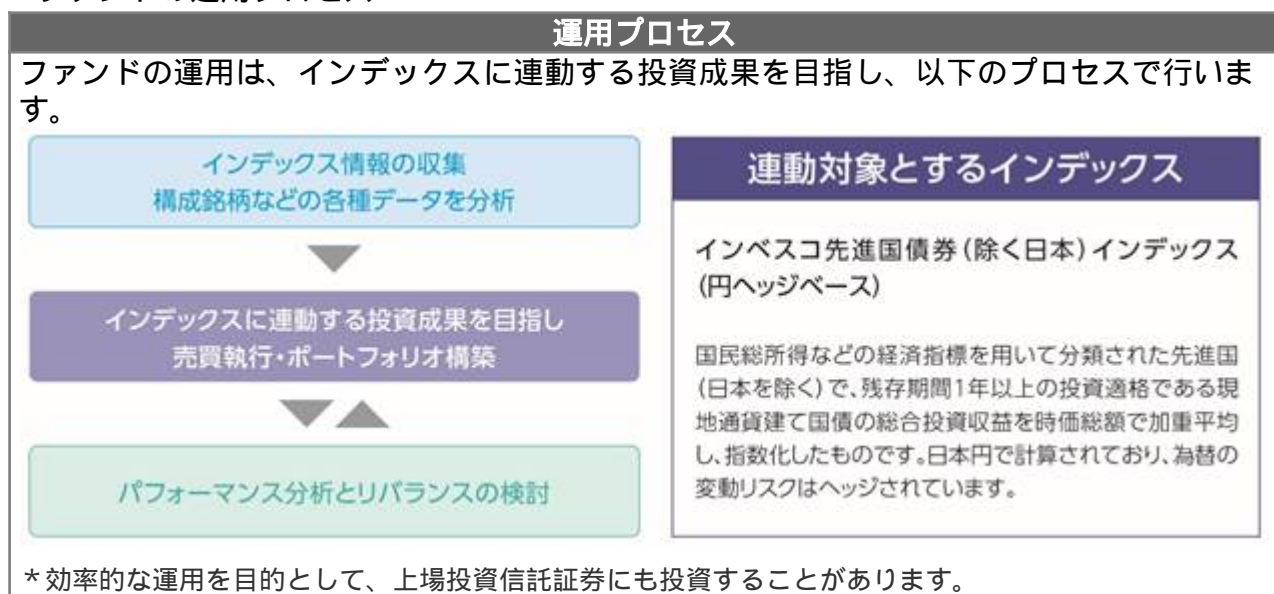 運用プロセス
ファンドの運用は、インデックスに連動する投資成果を目指し、以下のプロセスで行いま
す。
インデックス情報の収集
構成銘柄などの各種データを分析
インデックスに連動する投資成果を目指し
売買執行・ポートフォリオ構築
パフォーマンス分析とリバランスの検討
連動対象とするインデックス
インベスコ先進国債券(除く日本)インデックス
(円ヘッジベース)
国民総所得などの経済指標を用いて分類された先進国
(日本を除く)で、残存期間1年以上の投資適格である現
地通貨建て国債の総合投資収益を時価総額で加重平均
し、指数化したものです。日本円で計算されており、為替の
変動リスクはヘッジされています。
*効率的な運用を目的として、上場投資信託証券にも投資することがあります。